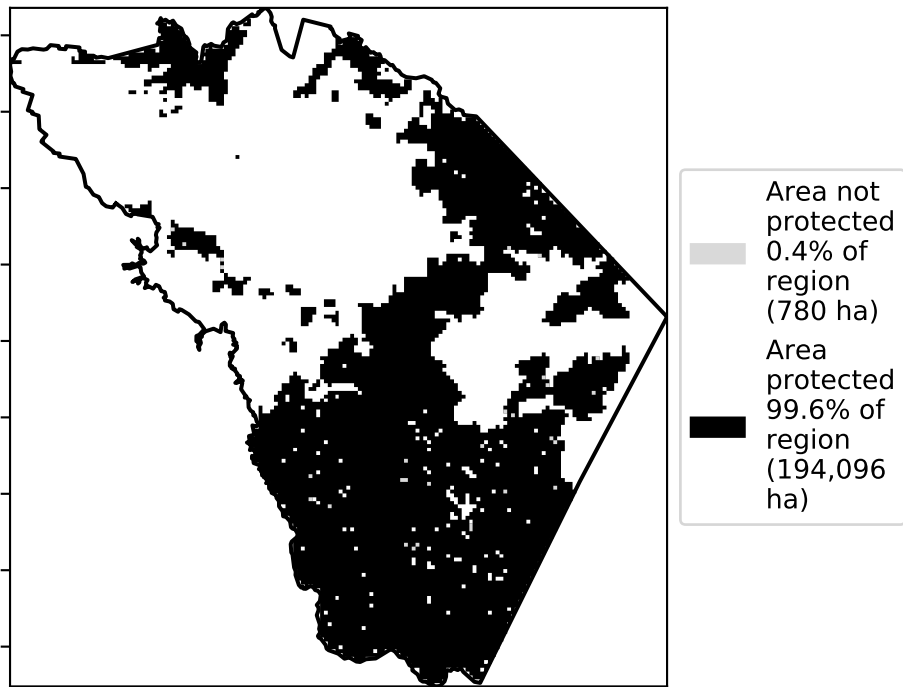 Area not
protected
0.4% of
region
(780 ha)
Area
protected
99.6% of
region
(194,096
ha)